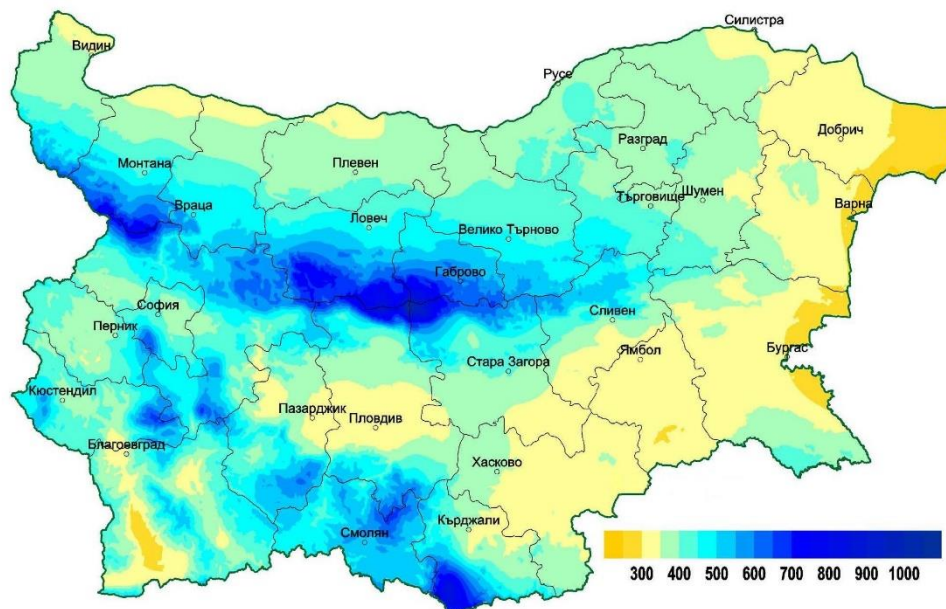 Силистра
Видин
Русе
Добрич
Разград
Монтана
Плевен
Търговище
Шумен
Варна
Враца
Ловеч
Велико Търново
Габрово
София
Сливен
Перник
Ямбол
Бургас
Стара Загора
Кюстендил
Пазарджик
Пловдив
Благоевград
Хасково
Кърджали
Смолян
300 400 500 600 700 800 900 1000